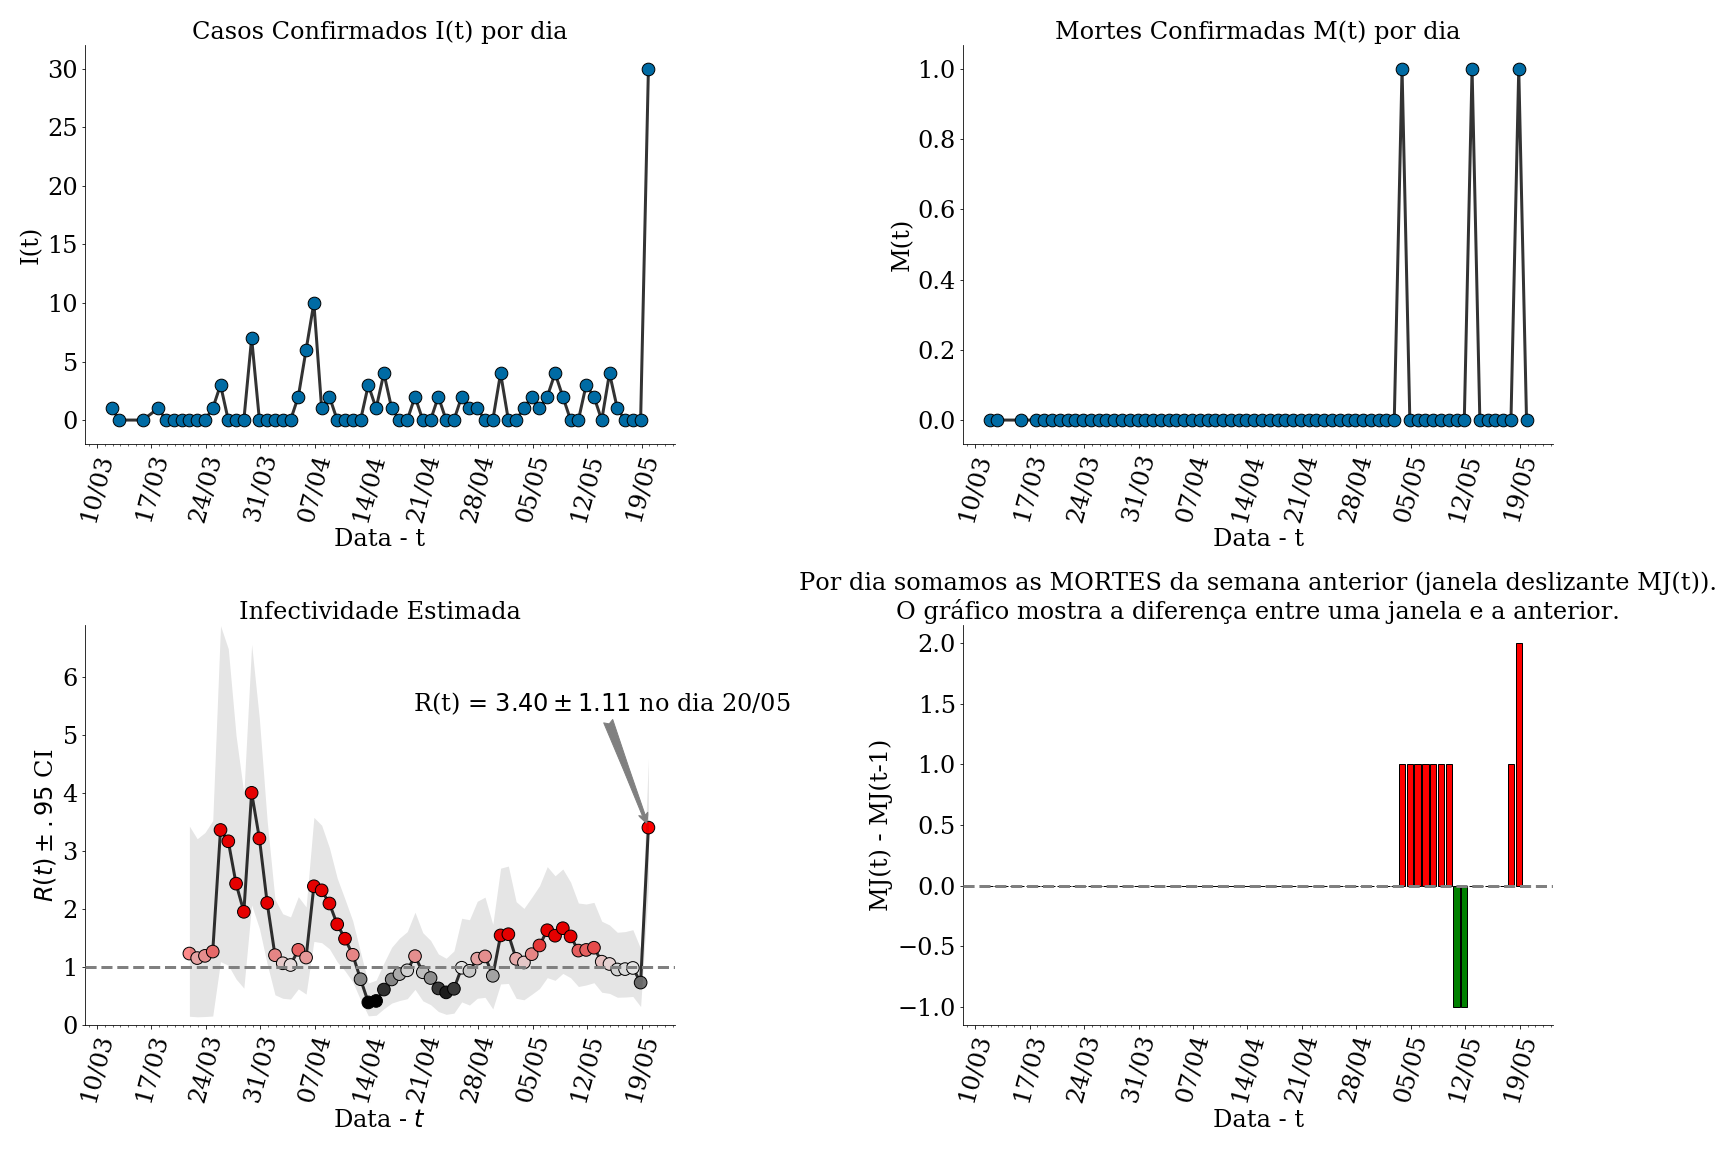 Casos Confirmados I(t) por dia
30
25
20
15
10
5
0
I(t)
10/03 17/03 24/03 31/03 07/04 14/04 21/04 28/04 05/05 12/05 19/05
Data - t
Mortes Confirmadas M(t) por dia
1.0
0.8
0.6
0.4
0.2
0.0
M(t)
10/03 17/03 24/03 31/03 07/04 14/04 21/04 28/04 05/05 12/05 19/05
Data - t
Infectividade Estimada
R(t) = 3.40 ± 1.11 no dia 20/05
6
5
4
3
2
1
0
R(t) ± .95 CI
10/03 17/03 24/03 31/03 07/04 14/04 21/04 28/04 05/05 12/05 19/05
Data - t
Por dia somamos as MORTES da semana anterior (janela deslizante MJ(t)).
O gráfico mostra a diferença entre uma janela e a anterior.
2.0
1.5
1.0
0.5
0.0
−0.5
−1.0
MJ(t) - MJ(t-1)
10/03 17/03 24/03 31/03 07/04 14/04 21/04 28/04 05/05 12/05 19/05
Data - t